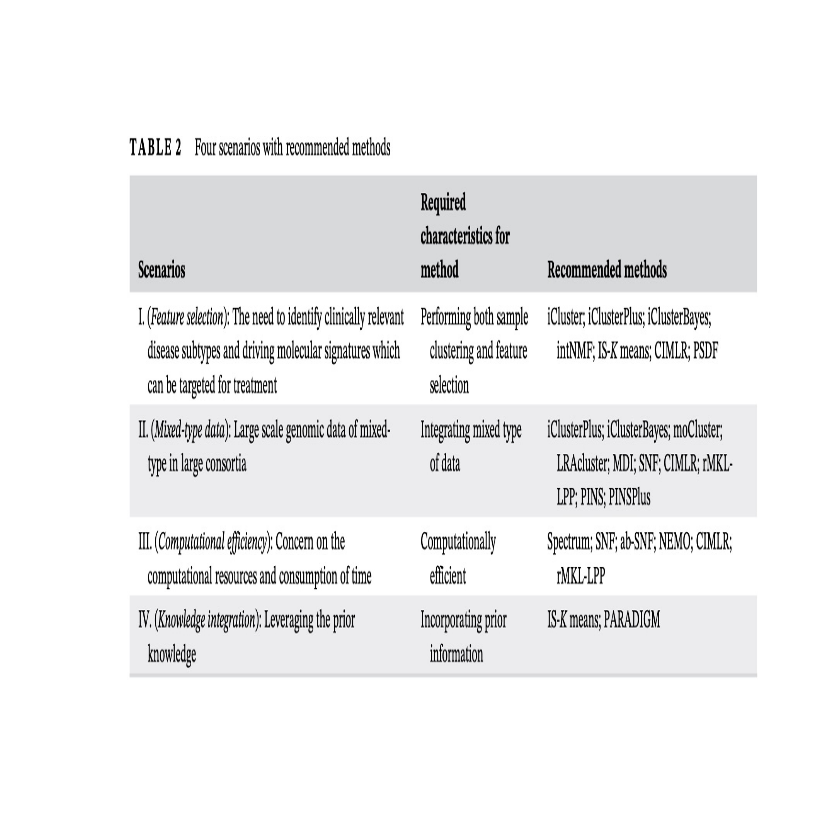 TABLE 2 Four scenarios with recommended methods
Scenarios
Required
characteristics for
method
Recommended methods
I. (Feature selection): The need to identify clinically relevant
disease subtypes and driving molecular signatures which
can be targeted for treatment
Performing both sample
clustering and feature
selection
iCluster; iClusterPlus; iClusterBayes;
intNMF; IS-K means; CIMLR; PSDF
II. (Mixed-type data): Large scale genomic data of mixed-
type in large consortia
Integrating mixed type
of data
iClusterPlus; iClusterBayes; moCluster;
LRAcluster; MDI; SNF; CIMLR; rMKL-
LPP; PINS; PINSPlus
III. (Computational efficiency): Concern on the
computational resources and consumption of time
Computationally
efficient
Spectrum; SNF; ab-SNF; NEMO; CIMLR;
rMKL-LPP
IV. (Knowledge integration): Leveraging the prior
knowledge
Incorporating prior
information
IS-K means; PARADIGM